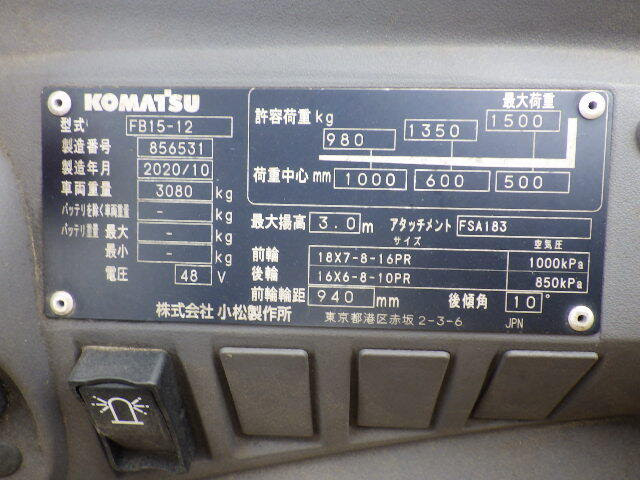 KOMATSU
型式 FB15-12
製造番号 856531
製造年月 2020/10
車両重量 3080 kg
バッテリを除く車両重量 - kg
バッテリ重量 最大 - kg
最小 - kg
電圧 48 V
許容荷重 kg 980 1350 最大荷重 1500
荷重中心 mm 1000 600 500
最大揚高 3.0 m アタッチメント FSA183
サイズ 空気圧
前輪 18X7-8-16PR 1000kPa
後輪 16X6-8-10PR 850kPa
前輪輪距 940 mm 後傾角 10°
株式会社 小松製作所 東京都港区赤坂2-3-6 JPN